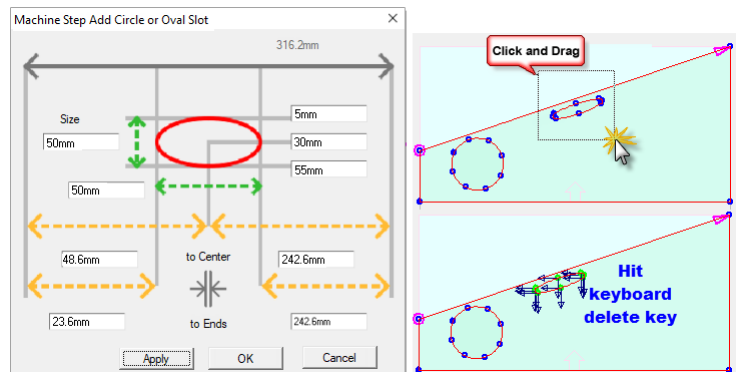 Machine Step Add Circle or Oval Slot
316.2mm
Size
5mm
50mm
30mm
55mm
50mm
48.6mm
to Center
242.6mm
23.6mm
to Ends
242.6mm
Apply
OK
Cancel
Click and Drag
Hit
keyboard
delete key